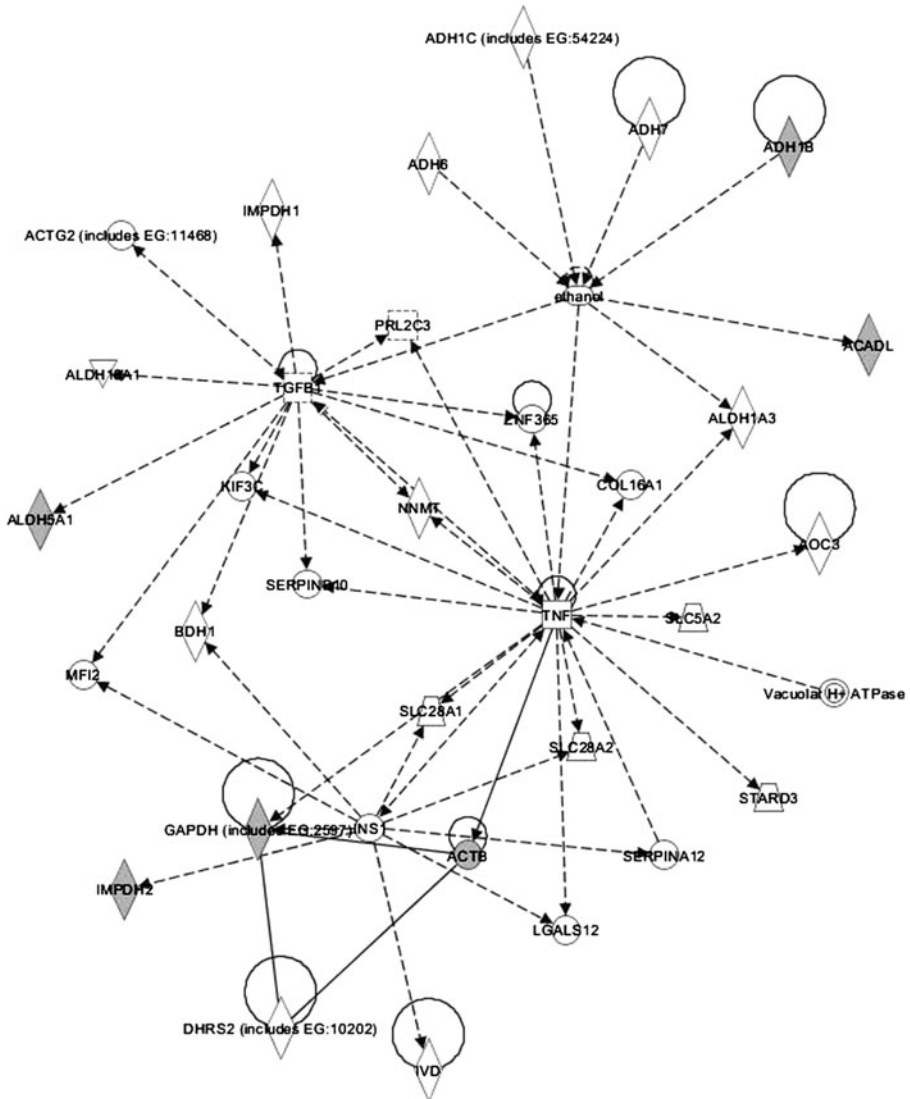 ADH1C (includes EG:54224)
ADH7
ADH1B
ADH6
IMPDH1
ACTG2 (includes EG:11468)
ethanol
PRL2C3
ACADL
ALDH18A1
TGFB1
ZNF365
ALDH1A3
KIF3C
COL16A1
NNMT
ALDH5A1
AOC3
SERPINB10
TNF
SLC5A2
BDH1
MFI2
Vacuolar H+ ATPase
SLC28A1
SLC28A2
STARD3
GAPDH (includes EG:2597)
INS1
ACTB
SERPINA12
IMPDH2
LGALS12
DHRS2 (includes EG:10202)
IVD